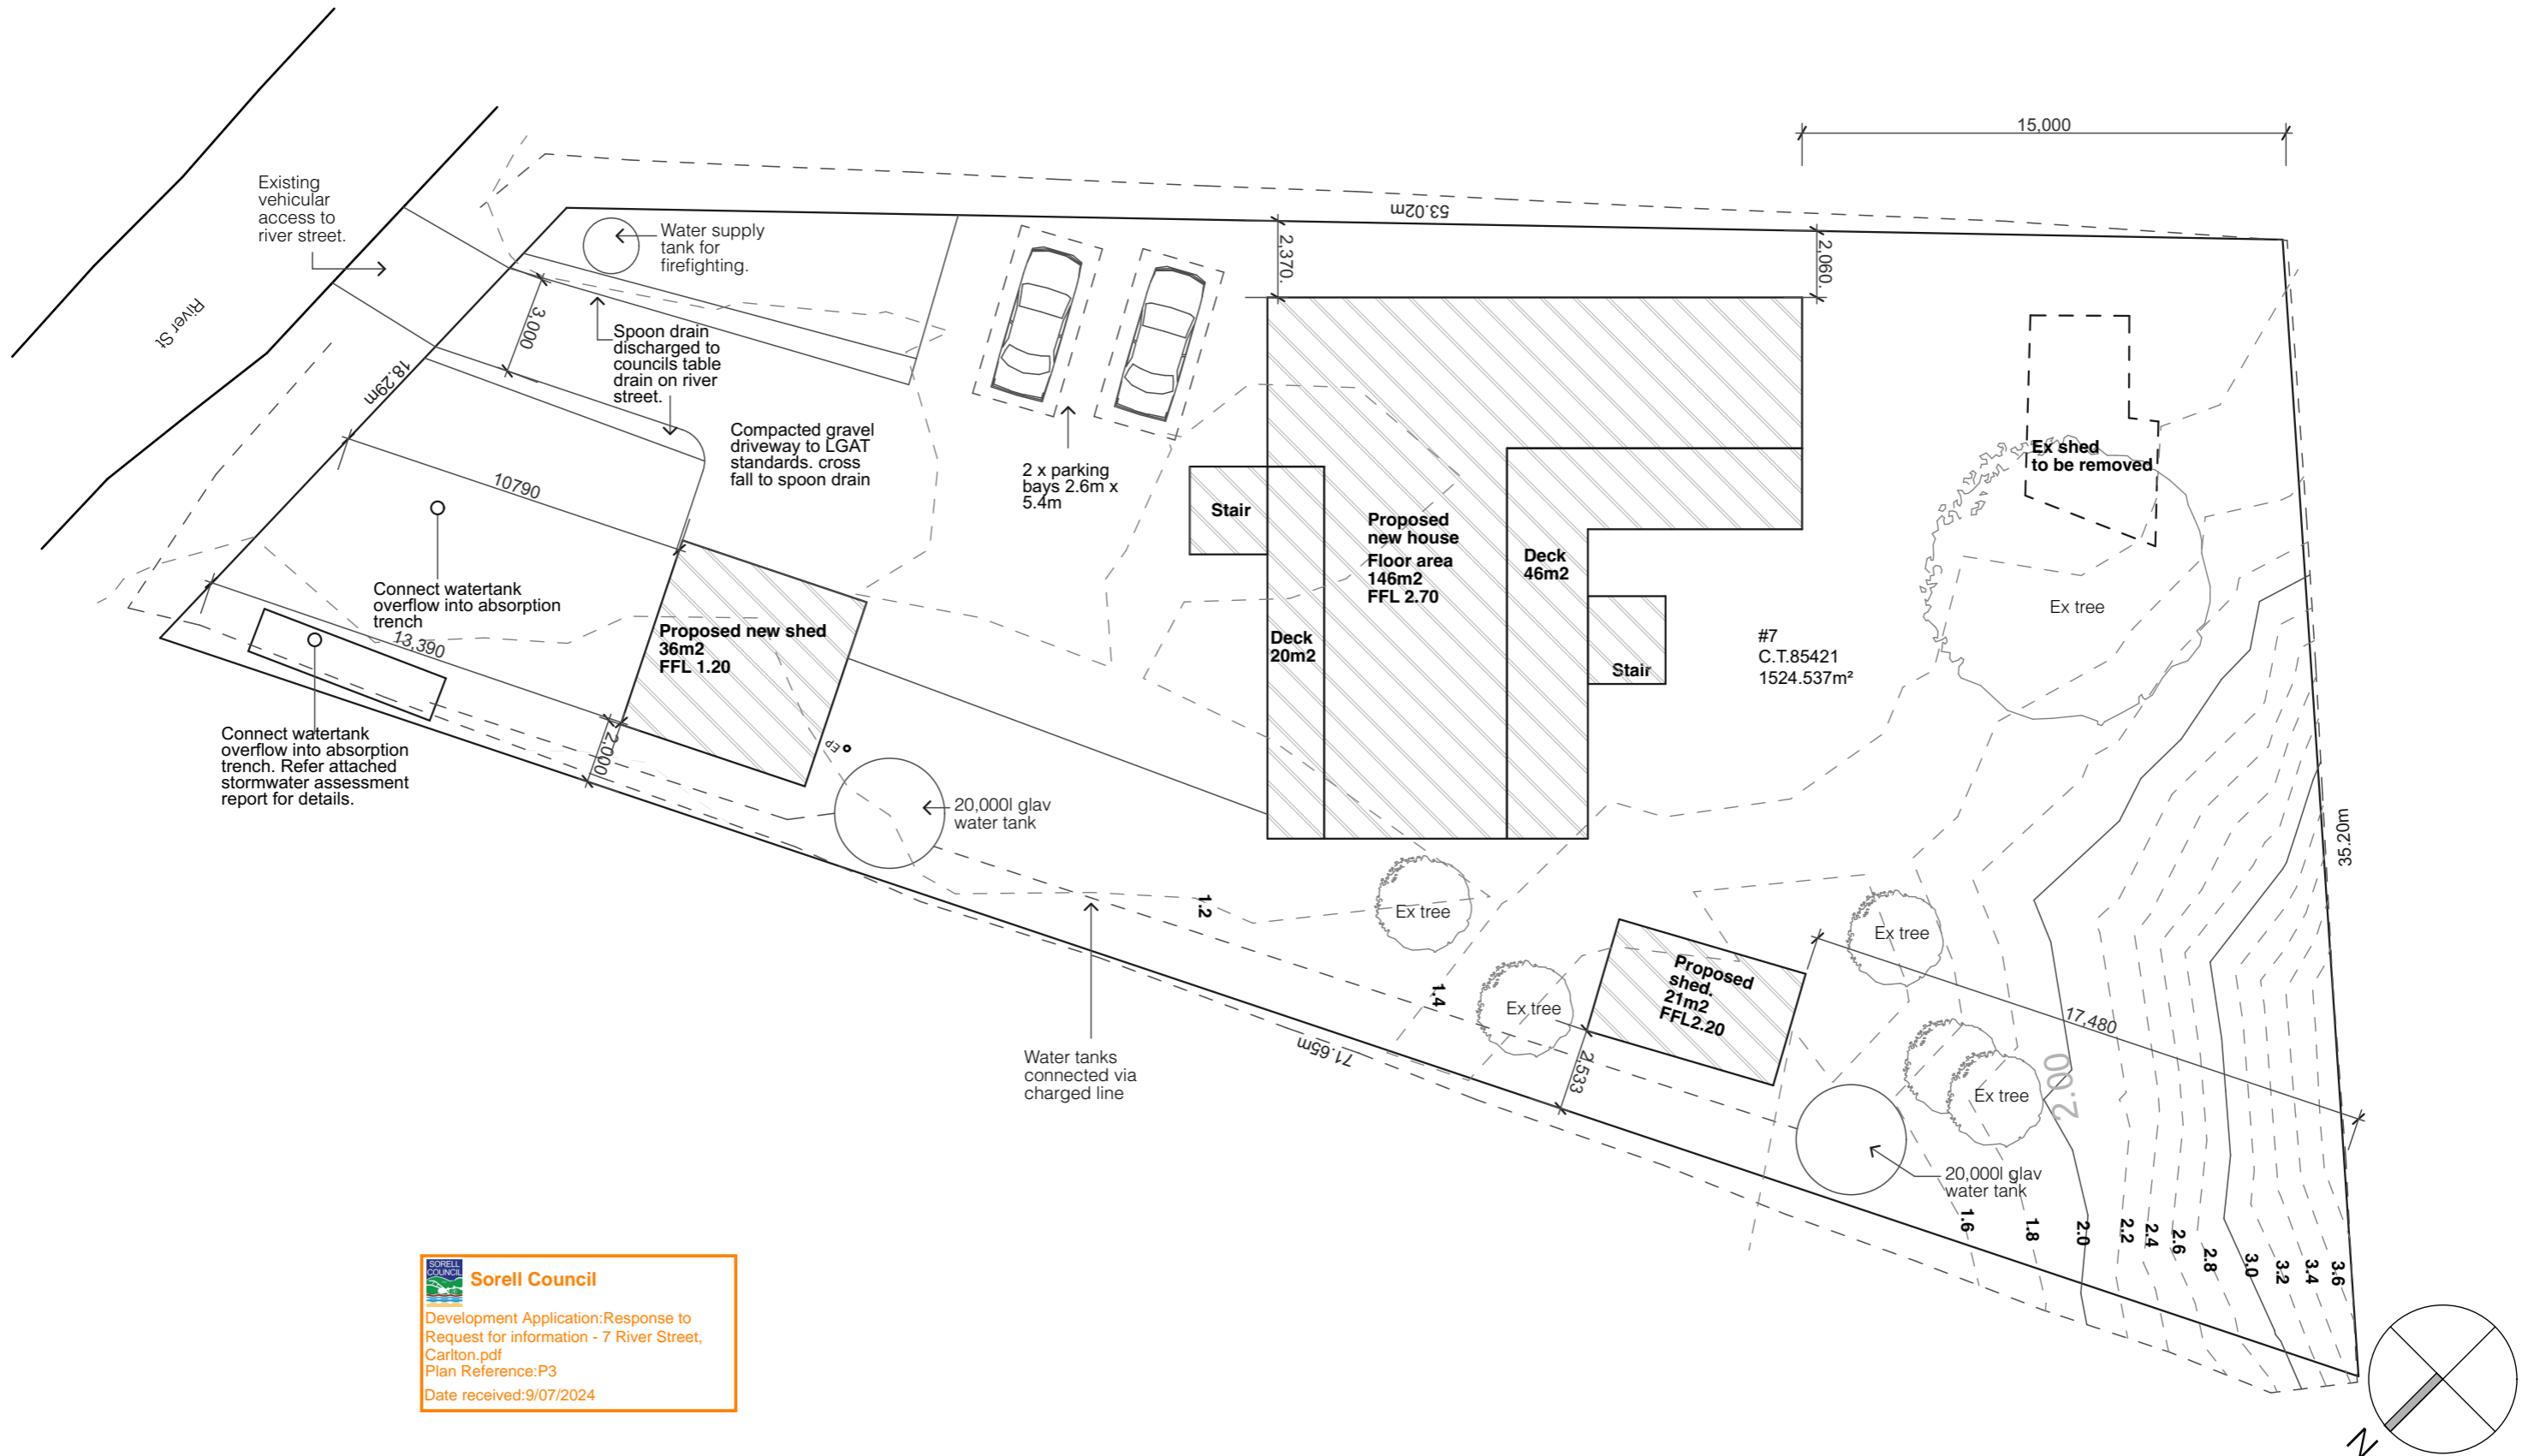 15,000
53.02m
Existing
vehicular
access to
river street.
Water supply
tank for
firefighting.
2,370.
2,060.
River St
3,000
Spoon drain
discharged to
councils table
drain on river
street.
18.29m
Compacted gravel
driveway to LGAT
standards. cross
fall to spoon drain
2 x parking
bays 2.6m x
5.4m
Ex shed
to be removed
10790
Stair
Proposed
new house
Floor area
146m2
FFL 2.70
Deck
46m2
Connect watertank
overflow into absorption
trench
Ex tree
13,390
Proposed new shed
36m2
FFL 1.20
Deck
20m2
Stair
#7
C.T.85421
1524.537m²
Connect watertank
overflow into absorption
trench. Refer attached
stormwater assessment
report for details.
2,000
EP
20,000l glav
water tank
35.20m
1.2
Ex tree
Ex tree
1.4
Ex tree
Proposed
shed.
21m2
FFL2.20
17,480
71.65m
2,533
Water tanks
connected via
charged line
Ex tree
2.00
20,000l glav
water tank
1.6
1.8
2.0
2.2
2.4
2.6
2.8
3.0
3.2
3.4
3.6
SORELL
COUNCIL
Sorell Council
Development Application:Response to
Request for information - 7 River Street,
Carlton.pdf
Plan Reference:P3
Date received:9/07/2024
N